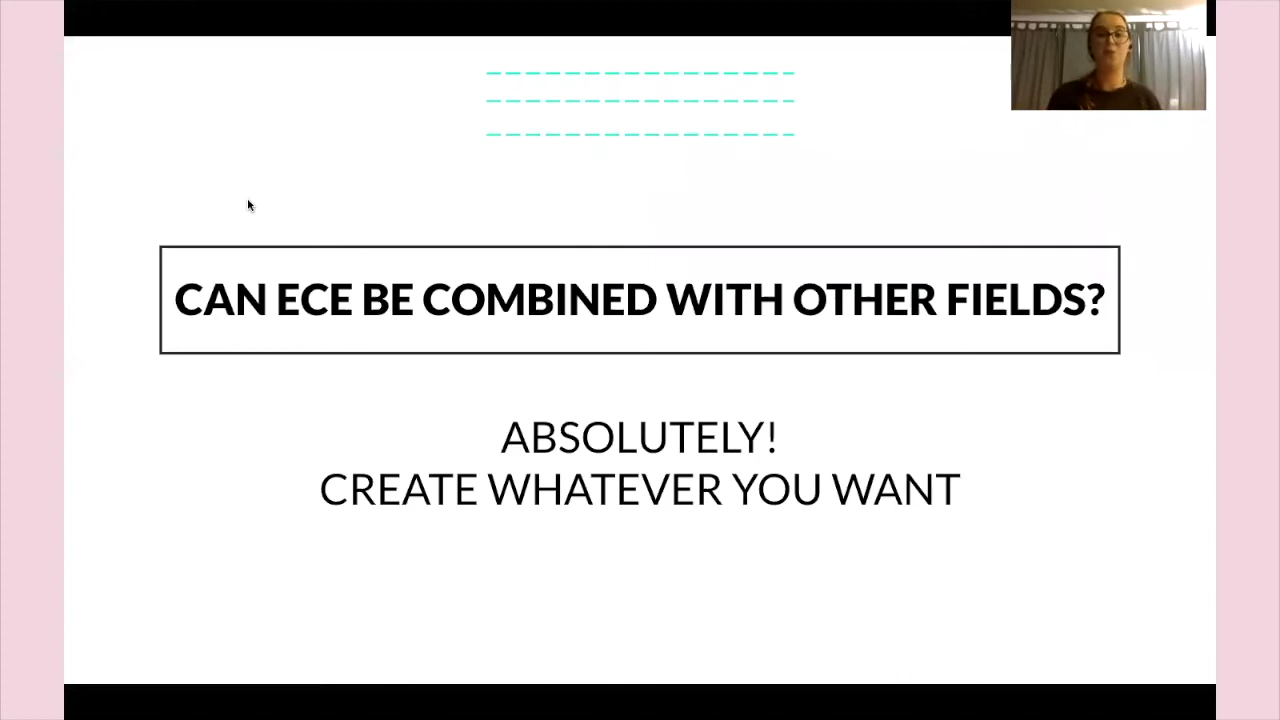 CAN ECE BE COMBINED WITH OTHER FIELDS?
ABSOLUTELY!
CREATE WHATEVER YOU WANT